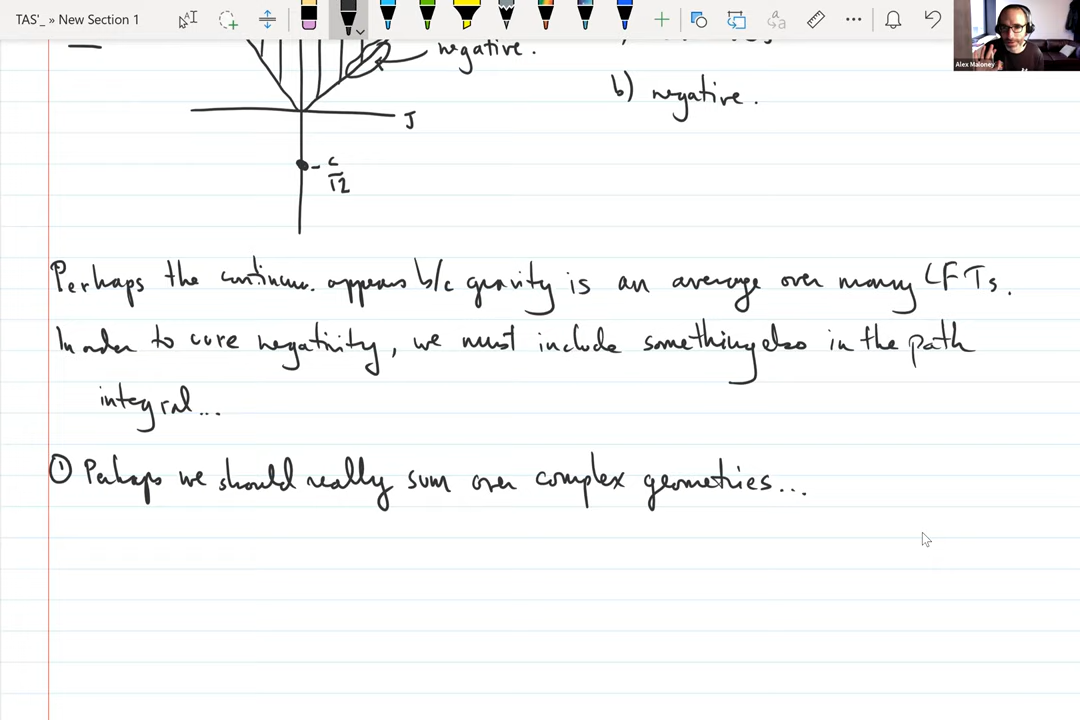 TAS'_ » New Section 1
Alex Maloney
negative.
b) negative.
J
-c/12
Perhaps the continuu. appears b/c gravity is an average over many CFTs.
In order to cure negativity, we must include something else in the path
integral...
① Perhaps we should really sum over complex geometries...